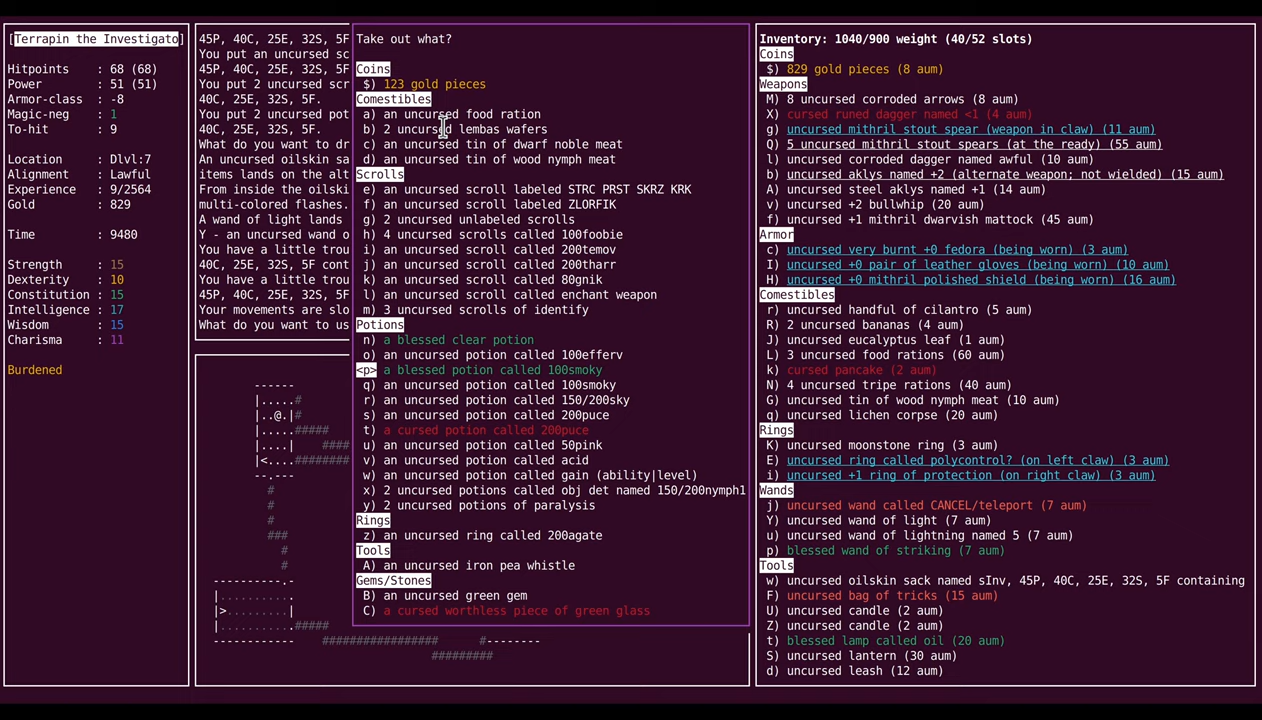 [Terrapin the Investigato]
Hitpoints : 68 (68)
Power : 51 (51)
Armor-class : -8
Magic-neg : 1
To-hit : 9
Location : Dlvl:7
Alignment : Lawful
Experience : 9/2564
Gold : 829
Time : 9480
Strength : 15
Dexterity : 10
Constitution : 15
Intelligence : 17
Wisdom : 15
Charisma : 11
Burdened
45P, 40C, 25E, 32S, 5F
You put an uncursed sc
45P, 40C, 25E, 32S, 5F
You put 2 uncursed scr
40C, 25E, 32S, 5F.
You put 2 uncursed pot
40C, 25E, 32S, 5F.
What do you want to dr
An uncursed oilskin sa
items lands on the alt
From inside the oilski
multi-colored flashes.
A wand of light lands
Y - an uncursed wand o
You have a little trou
40C, 25E, 32S, 5F cont
You have a little trou
45P, 40C, 25E, 32S, 5F
Your movements are slo
What do you want to us
------
|.....#
|..@.|#
|.....#####
|....| ####
|<....########
--.---
#
#
#
###
#
#
----------.-
|..........
|>.........|
|..........#####
------------ ################# #--------
#########
Take out what?
Coins
$) 123 gold pieces
Comestibles
a) an uncursed food ration
b) 2 uncursed lembas wafers
c) an uncursed tin of dwarf noble meat
d) an uncursed tin of wood nymph meat
Scrolls
e) an uncursed scroll labeled STRC PRST SKRZ KRK
f) an uncursed scroll labeled ZLORFIK
g) 2 uncursed unlabeled scrolls
h) 4 uncursed scrolls called 100foobie
i) an uncursed scroll called 200temov
j) an uncursed scroll called 200tharr
k) an uncursed scroll called 80gnik
l) an uncursed scroll called enchant weapon
m) 3 uncursed scrolls of identify
Potions
n) a blessed clear potion
o) an uncursed potion called 100efferv
<p> a blessed potion called 100smoky
q) an uncursed potion called 100smoky
r) an uncursed potion called 150/200sky
s) an uncursed potion called 200puce
t) a cursed potion called 200puce
u) an uncursed potion called 50pink
v) an uncursed potion called acid
w) an uncursed potion called gain (ability|level)
x) 2 uncursed potions called obj det named 150/200nymph1
y) 2 uncursed potions of paralysis
Rings
z) an uncursed ring called 200agate
Tools
A) an uncursed iron pea whistle
Gems/Stones
B) an uncursed green gem
C) a cursed worthless piece of green glass
Inventory: 1040/900 weight (40/52 slots)
Coins
$) 829 gold pieces (8 aum)
Weapons
M) 8 uncursed corroded arrows (8 aum)
X) cursed runed dagger named <1 (4 aum)
g) uncursed mithril stout spear (weapon in claw) (11 aum)
Q) 5 uncursed mithril stout spears (at the ready) (55 aum)
l) uncursed corroded dagger named awful (10 aum)
b) uncursed aklys named +2 (alternate weapon; not wielded) (15 aum)
A) uncursed steel aklys named +1 (14 aum)
v) uncursed +2 bullwhip (20 aum)
f) uncursed +1 mithril dwarvish mattock (45 aum)
Armor
c) uncursed very burnt +0 fedora (being worn) (3 aum)
I) uncursed +0 pair of leather gloves (being worn) (10 aum)
H) uncursed +0 mithril polished shield (being worn) (16 aum)
Comestibles
r) uncursed handful of cilantro (5 aum)
R) 2 uncursed bananas (4 aum)
J) uncursed eucalyptus leaf (1 aum)
L) 3 uncursed food rations (60 aum)
k) cursed pancake (2 aum)
N) 4 uncursed tripe rations (40 aum)
G) uncursed tin of wood nymph meat (10 aum)
q) uncursed lichen corpse (20 aum)
Rings
K) uncursed moonstone ring (3 aum)
E) uncursed ring called polycontrol? (on left claw) (3 aum)
i) uncursed +1 ring of protection (on right claw) (3 aum)
Wands
j) uncursed wand called CANCEL/teleport (7 aum)
Y) uncursed wand of light (7 aum)
u) uncursed wand of lightning named 5 (7 aum)
p) blessed wand of striking (7 aum)
Tools
w) uncursed oilskin sack named sInv, 45P, 40C, 25E, 32S, 5F containing
F) uncursed bag of tricks (15 aum)
U) uncursed candle (2 aum)
Z) uncursed candle (2 aum)
t) blessed lamp called oil (20 aum)
S) uncursed lantern (30 aum)
d) uncursed leash (12 aum)